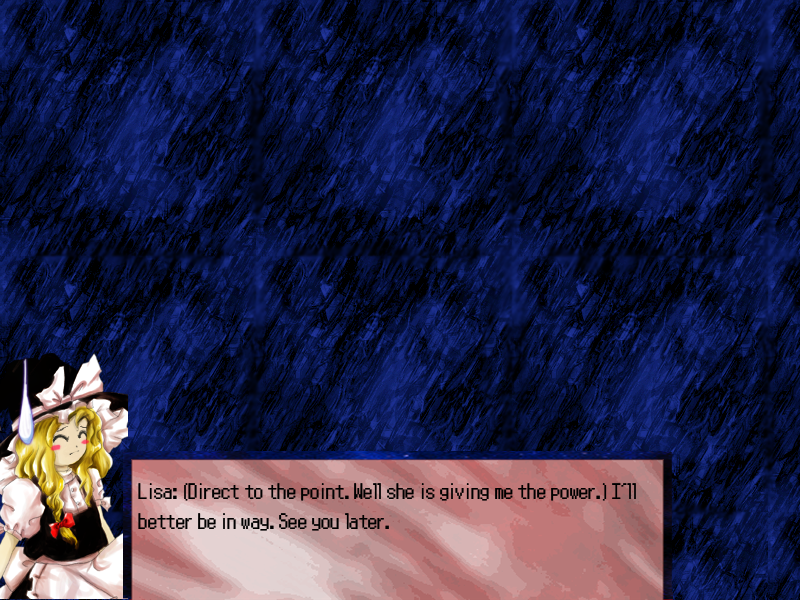 Lisa: (Direct to the point. Well she is giving me the power.) I'll
better be in way. See you later.